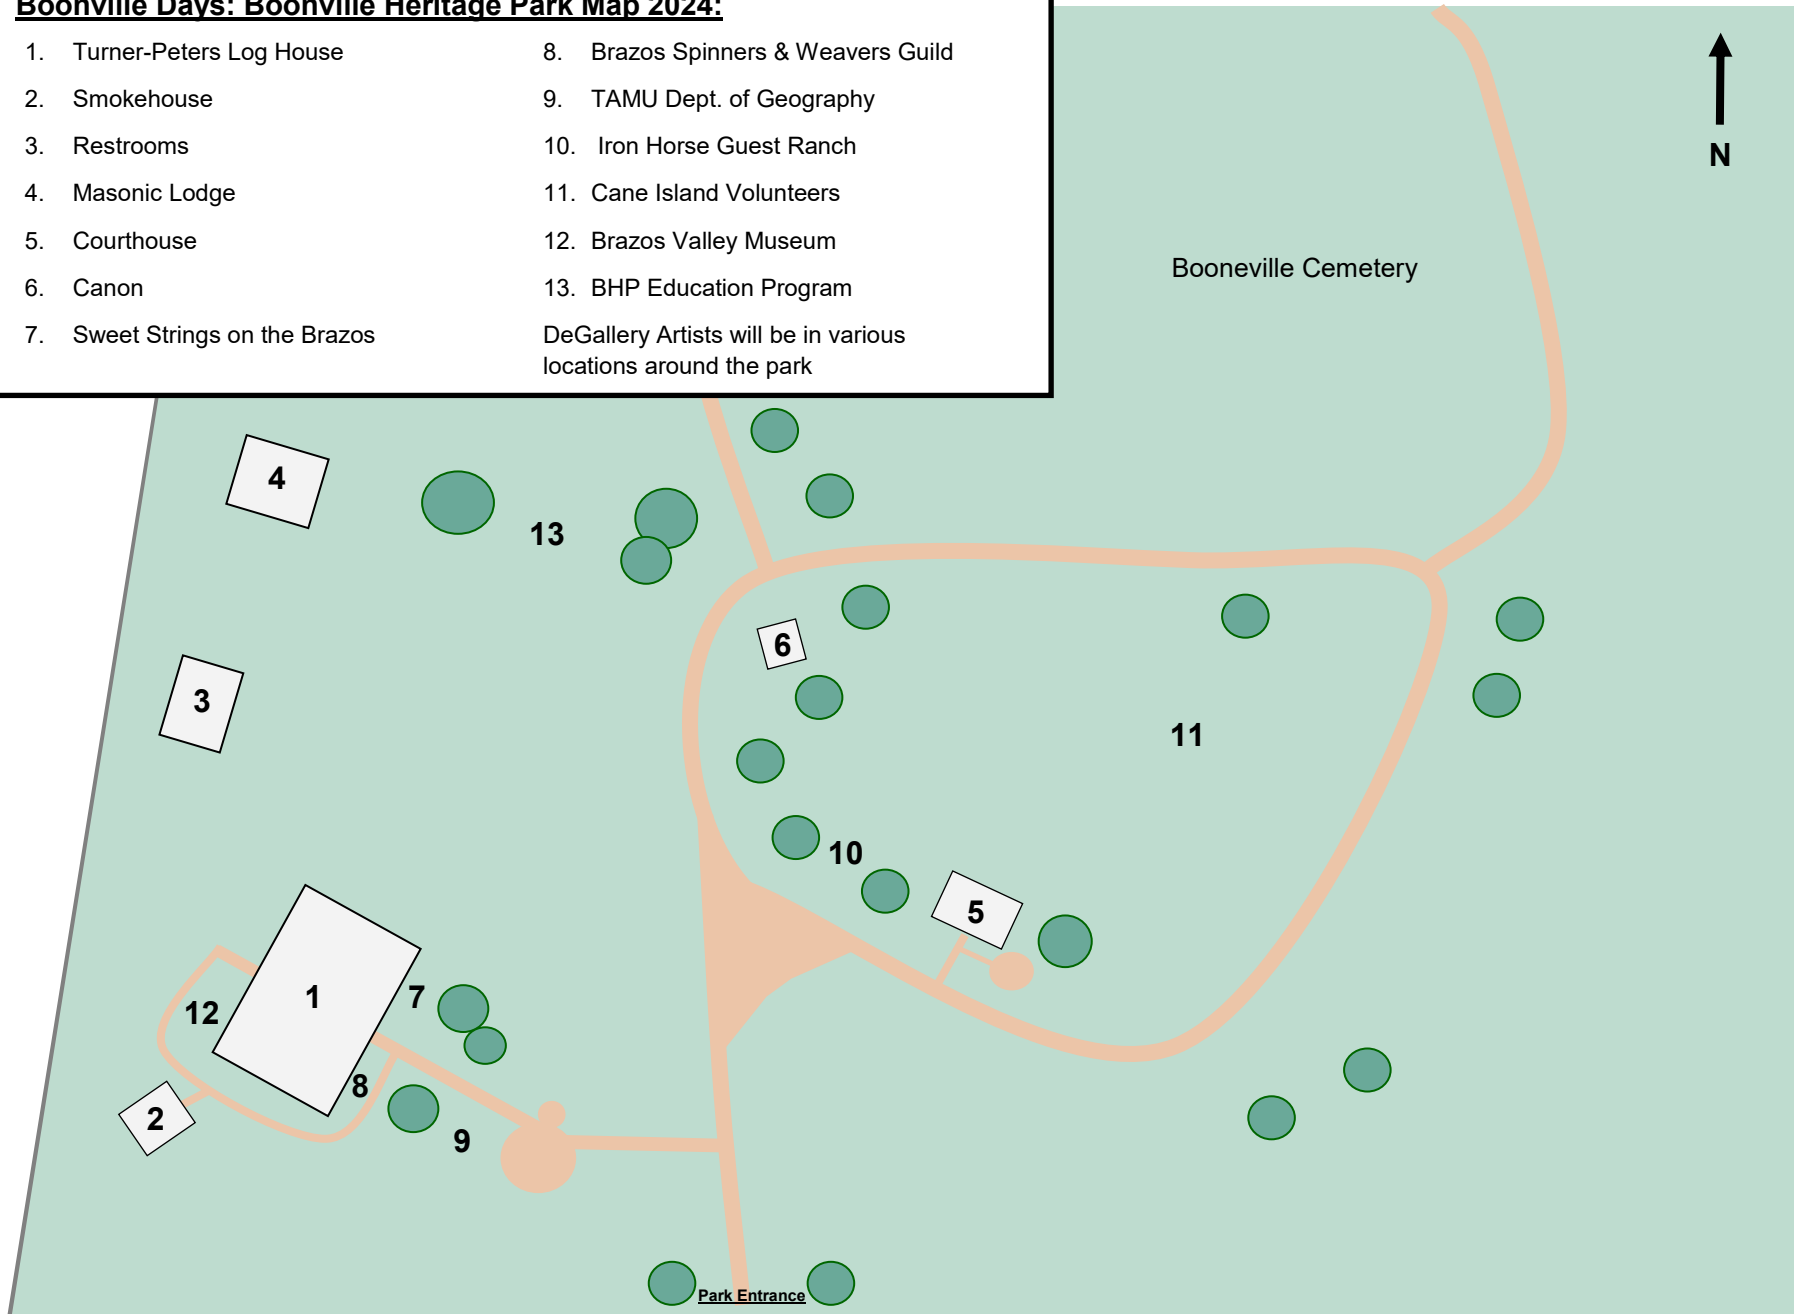 Boonville Days: Boonville Heritage Park Map 2024:
1. Turner-Peters Log House
2. Smokehouse
3. Restrooms
4. Masonic Lodge
5. Courthouse
6. Canon
7. Sweet Strings on the Brazos
8. Brazos Spinners & Weavers Guild
9. TAMU Dept. of Geography
10. Iron Horse Guest Ranch
11. Cane Island Volunteers
12. Brazos Valley Museum
13. BHP Education Program
DeGallery Artists will be in various
locations around the park
N
Booneville Cemetery
4
13
6
3
11
10
5
7
1
12
8
2
9
Park Entrance